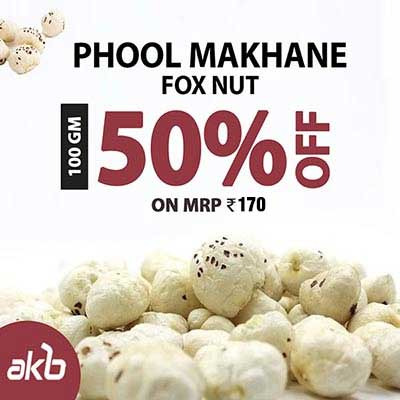 PHOOL MAKHANE
FOX NUT
100 GM
50% OFF
ON MRP ₹170
akb